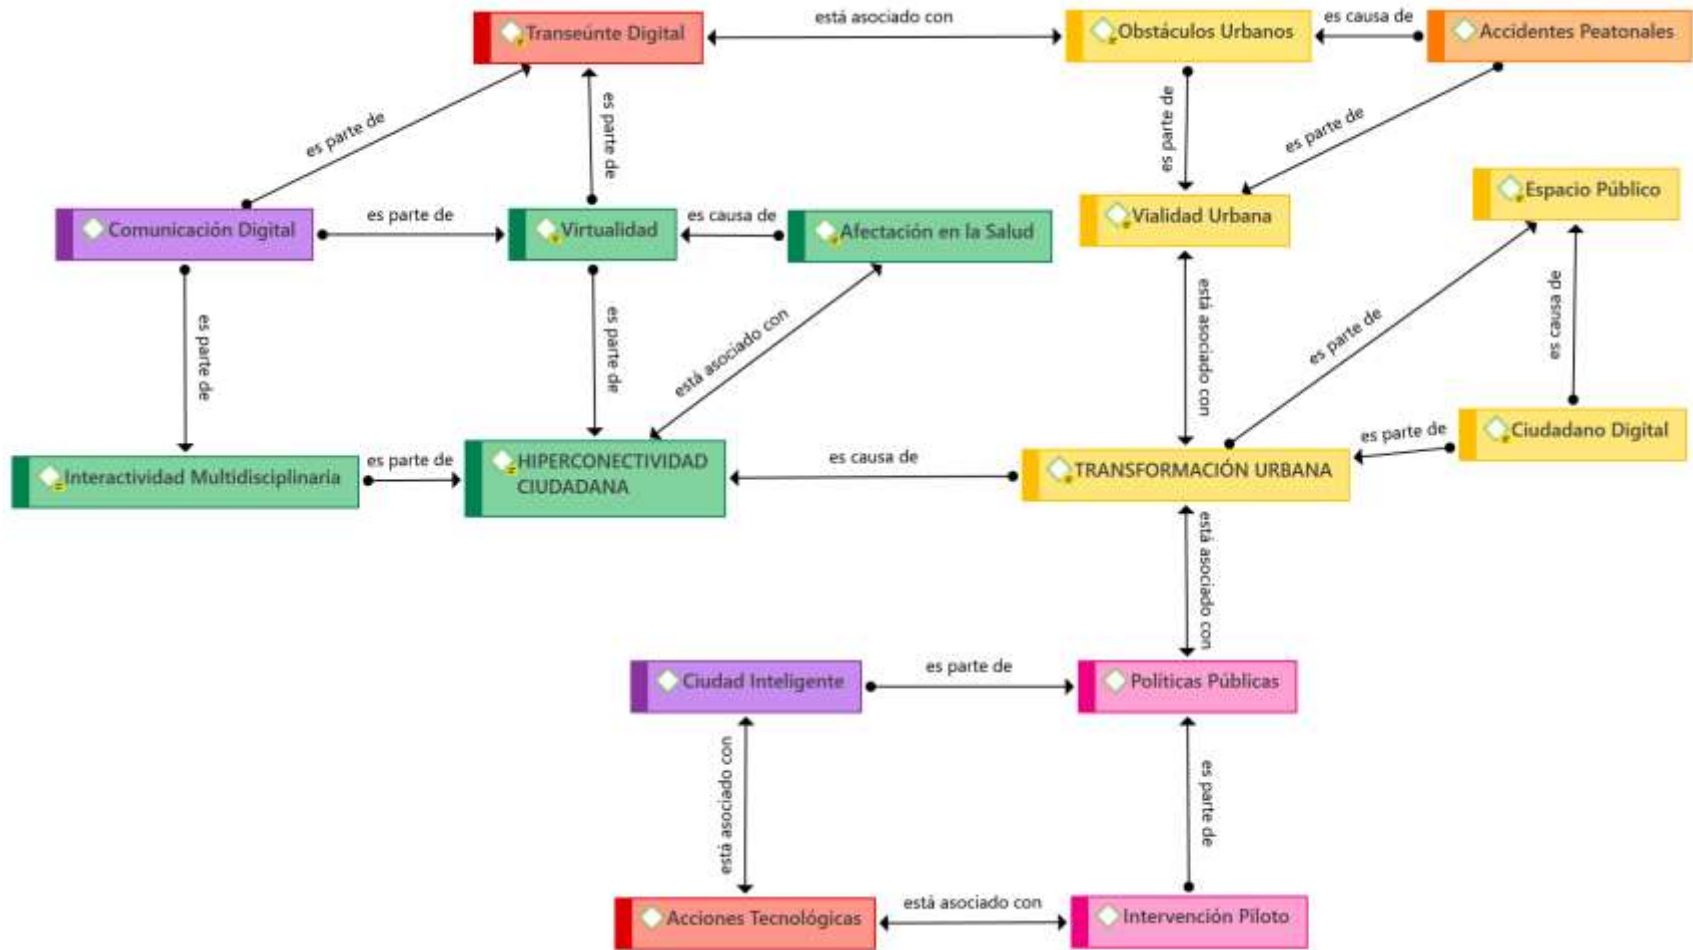 Transeúnte Digital
está asociado con
Obstáculos Urbanos
es causa de
Accidentes Peatonales
es parte de
es parte de
es parte de
es parte de
Espacio Público
Comunicación Digital
es parte de
Virtualidad
es causa de
Afectación en la Salud
Vialidad Urbana
es parte de
es parte de
está asociado con
está asociado con
es parte de
es causa de
Interactividad Multidisciplinaria
es parte de
HIPERCONECTIVIDAD
CIUDADANA
es causa de
TRANSFORMACIÓN URBANA
es parte de
Ciudadano Digital
está asociado con
Ciudad Inteligente
es parte de
Políticas Públicas
está asociado con
es parte de
Acciones Tecnológicas
está asociado con
Intervención Piloto